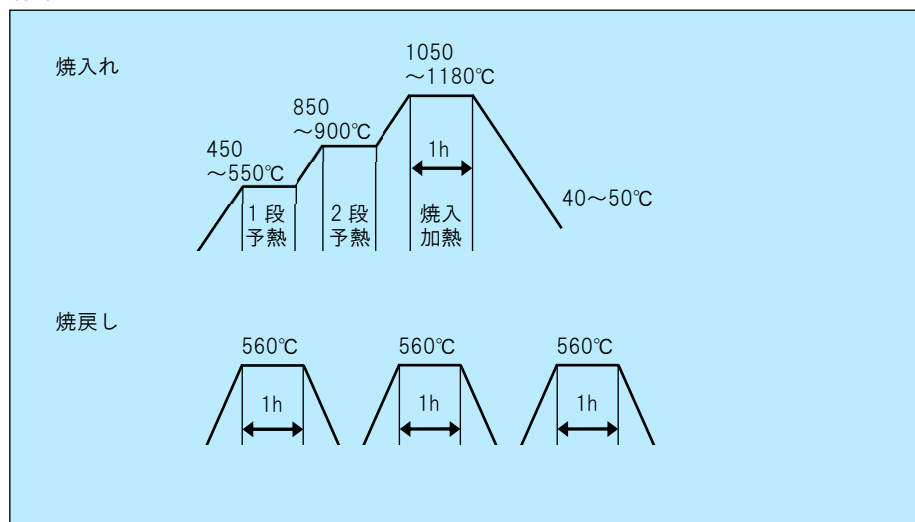 焼入れ
1050
～1180℃
850
～900℃
450
～550℃
1h
40～50℃
1段
予熱
2段
予熱
焼入
加熱
焼戻し
560℃
560℃
560℃
1h
1h
1h